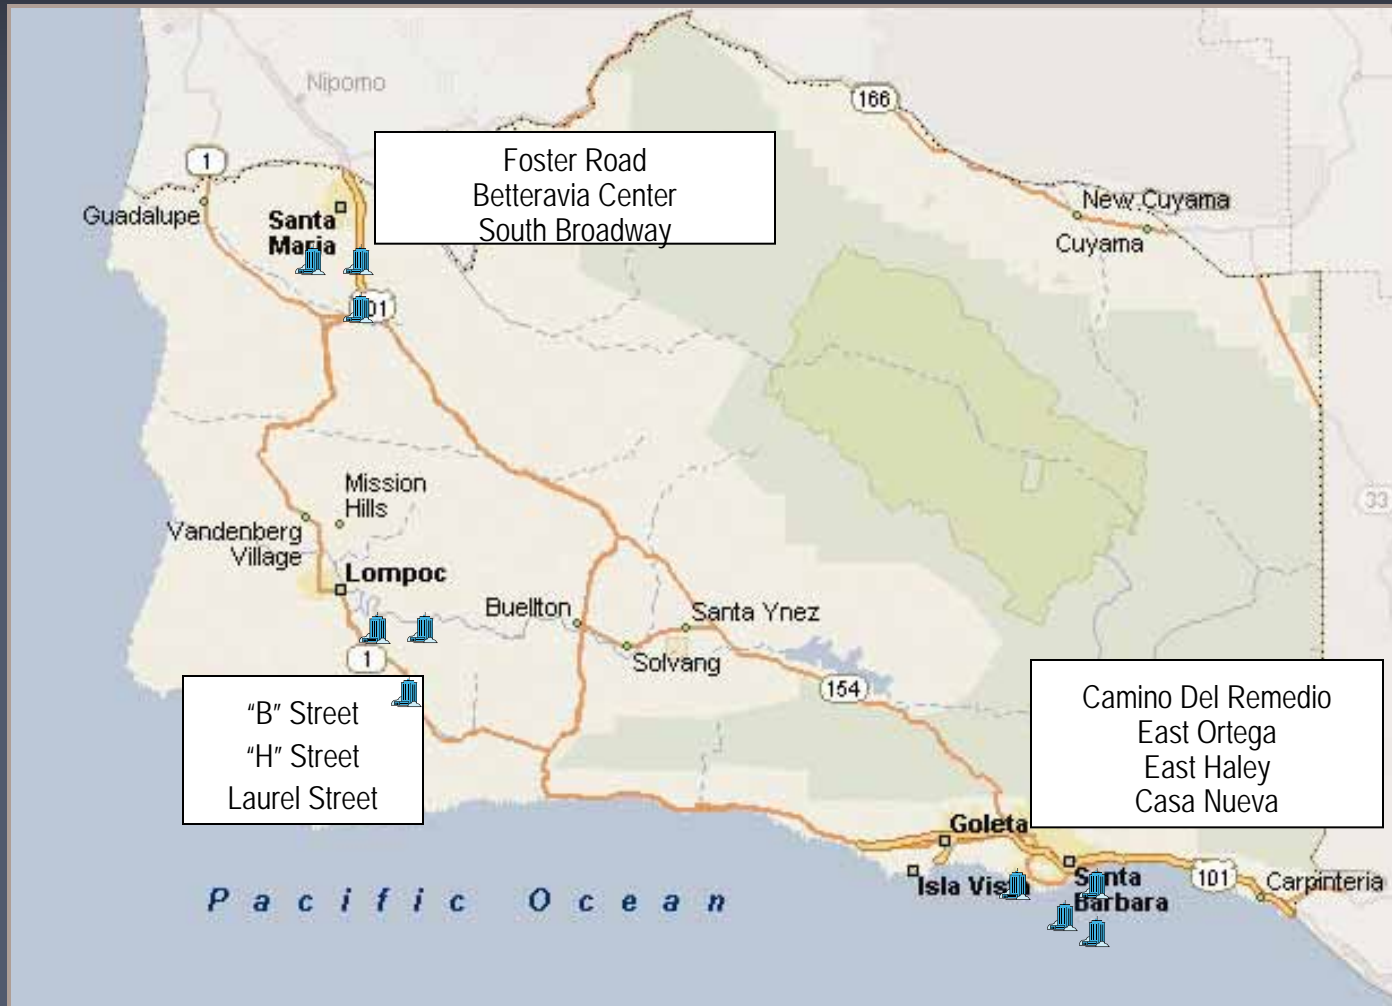 Nipomo
166
1
Foster Road
Betteravia Center
South Broadway
Guadalupe
Santa
Maria
New Cuyama
Cuyama
101
Mission
Hills
33
Vandenberg
Village
Lompoc
Buellton
Santa Ynez
Solvang
1
154
"B" Street
"H" Street
Laurel Street
Camino Del Remedio
East Ortega
East Haley
Casa Nueva
Goleta
Isla Vista
Santa
Barbara
101
Carpinteria
Pacific Ocean